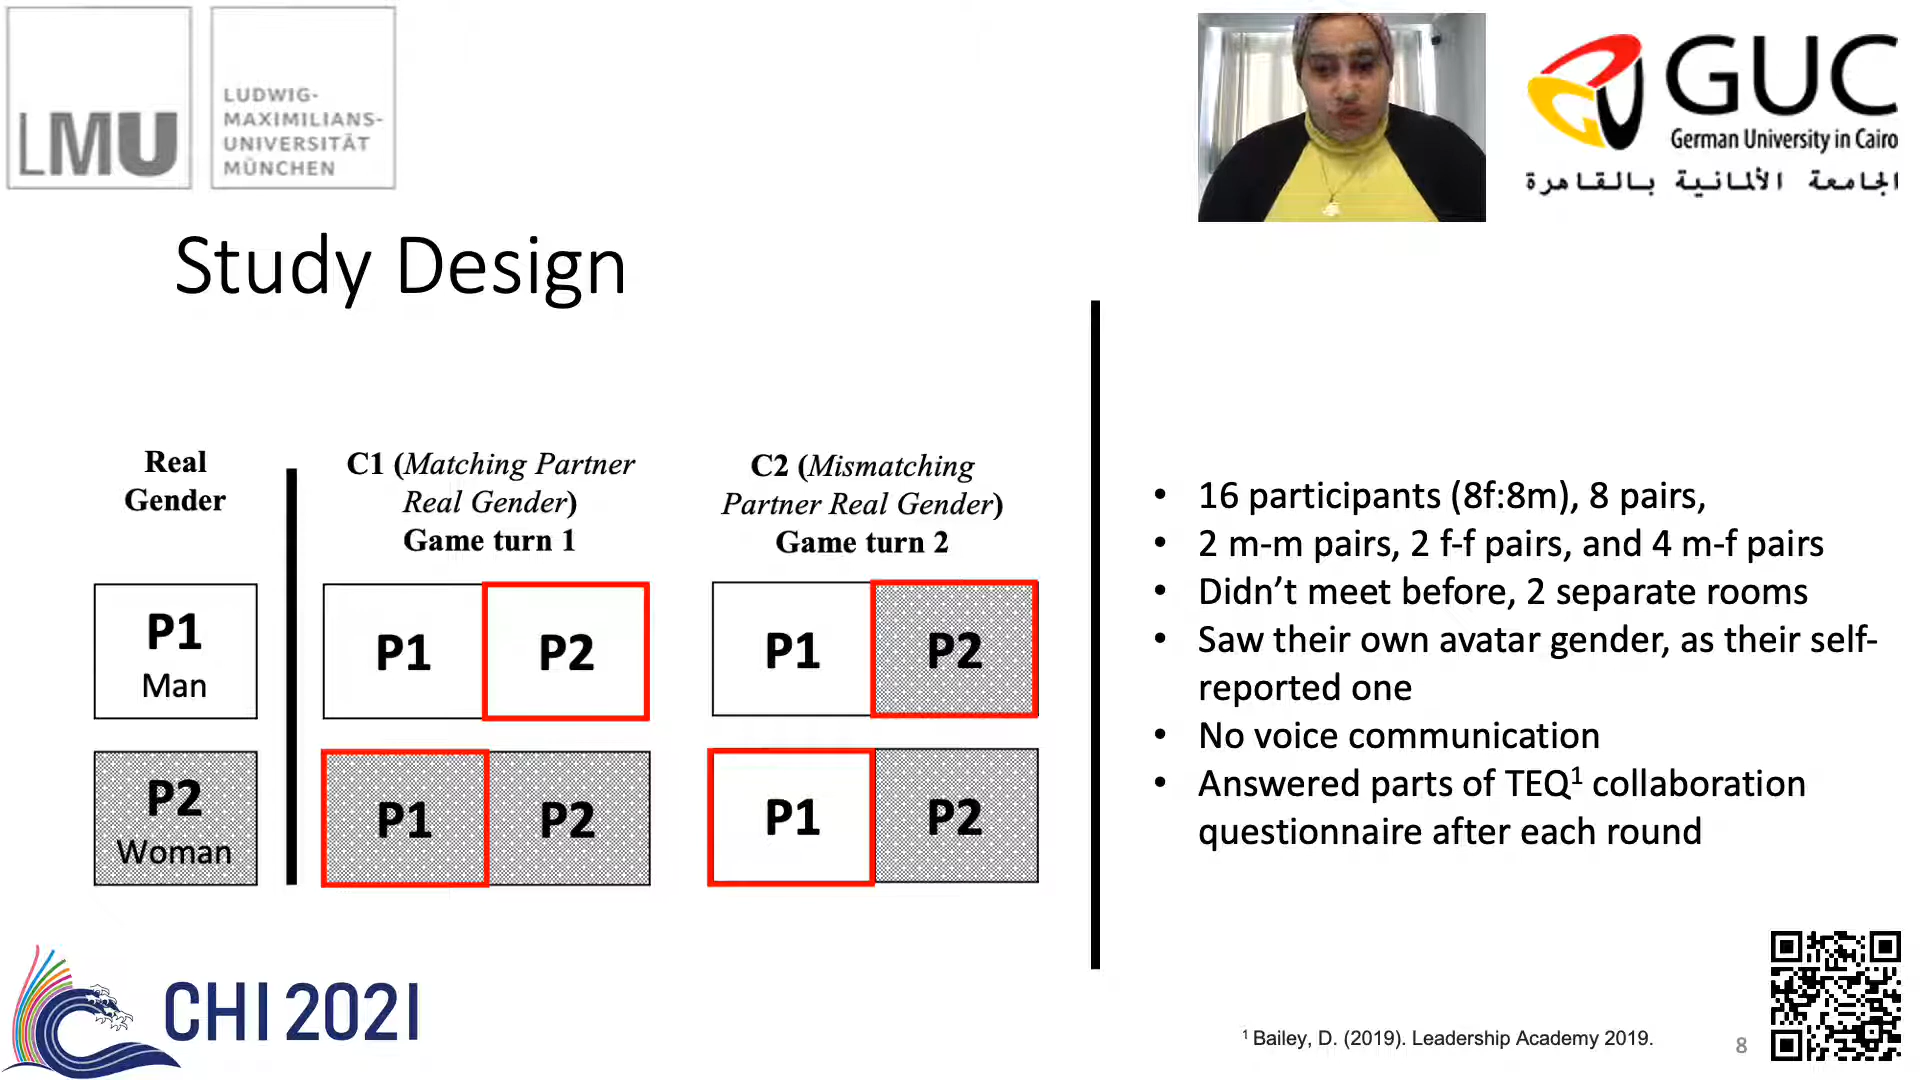 LMU
LUDWIG-
MAXIMILIANS-
UNIVERSITÄT
MÜNCHEN
GUC
German University in Cairo
الجامعة الألمانية بالقاهرة
Study Design
Real
Gender
P1
Man
P2
Woman
C1 (Matching Partner
Real Gender)
Game turn 1
P1 P2
P1 P2
C2 (Mismatching
Partner Real Gender)
Game turn 2
P1 P2
P1 P2
• 16 participants (8f:8m), 8 pairs,
• 2 m-m pairs, 2 f-f pairs, and 4 m-f pairs
• Didn’t meet before, 2 separate rooms
• Saw their own avatar gender, as their self-
reported one
• No voice communication
• Answered parts of TEQ¹ collaboration
questionnaire after each round
CHI 2021
¹ Bailey, D. (2019). Leadership Academy 2019.
8